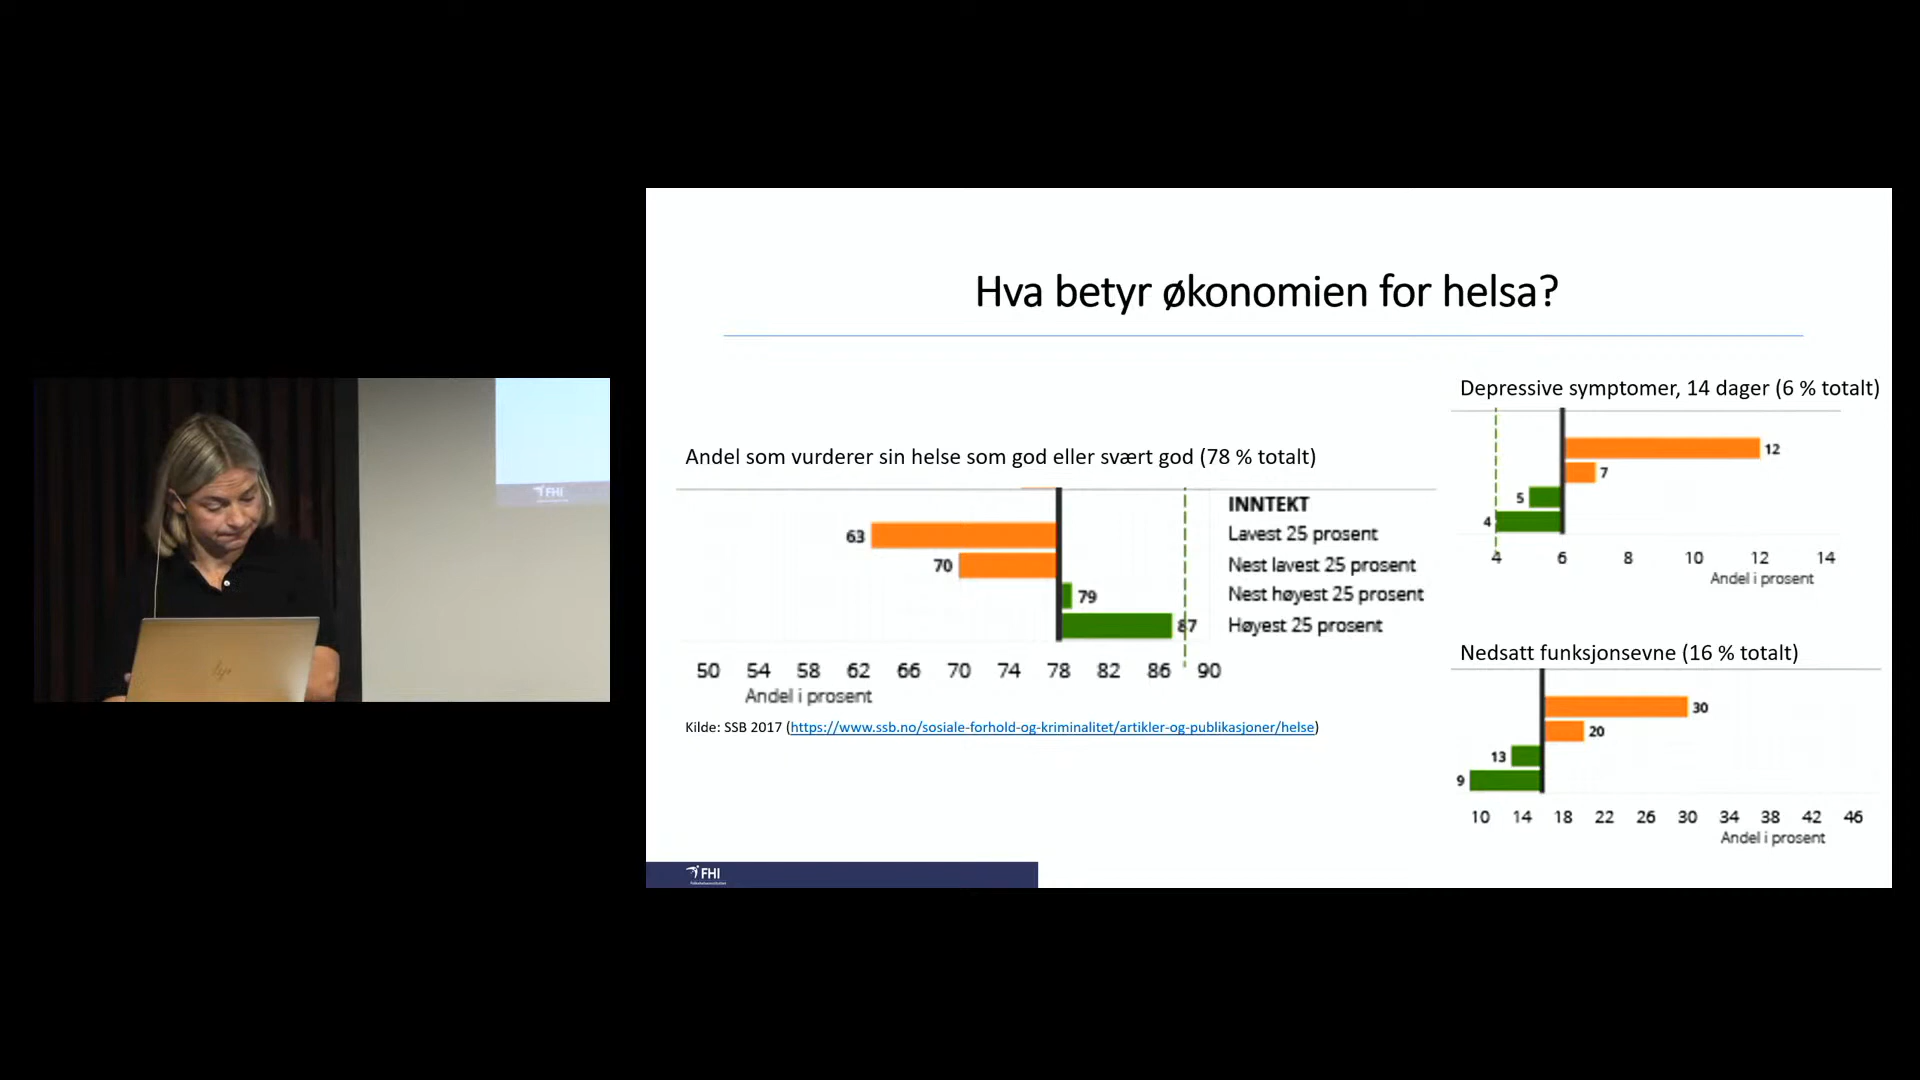 Hva betyr økonomien for helsa?
Andel som vurderer sin helse som god eller svært god (78 % totalt)
INNTEKT
63 Lavest 25 prosent
70 Nest lavest 25 prosent
79 Nest høyest 25 prosent
87 Høyest 25 prosent
50 54 58 62 66 70 74 78 82 86 90
Andel i prosent
Kilde: SSB 2017 (https://www.ssb.no/sosiale-forhold-og-kriminalitet/artikler-og-publikasjoner/helse)
Depressive symptomer, 14 dager (6 % totalt)
12
7
5
4
4 6 8 10 12 14
Andel i prosent
Nedsatt funksjonsevne (16 % totalt)
30
20
13
9
10 14 18 22 26 30 34 38 42 46
Andel i prosent
FHI
FHI